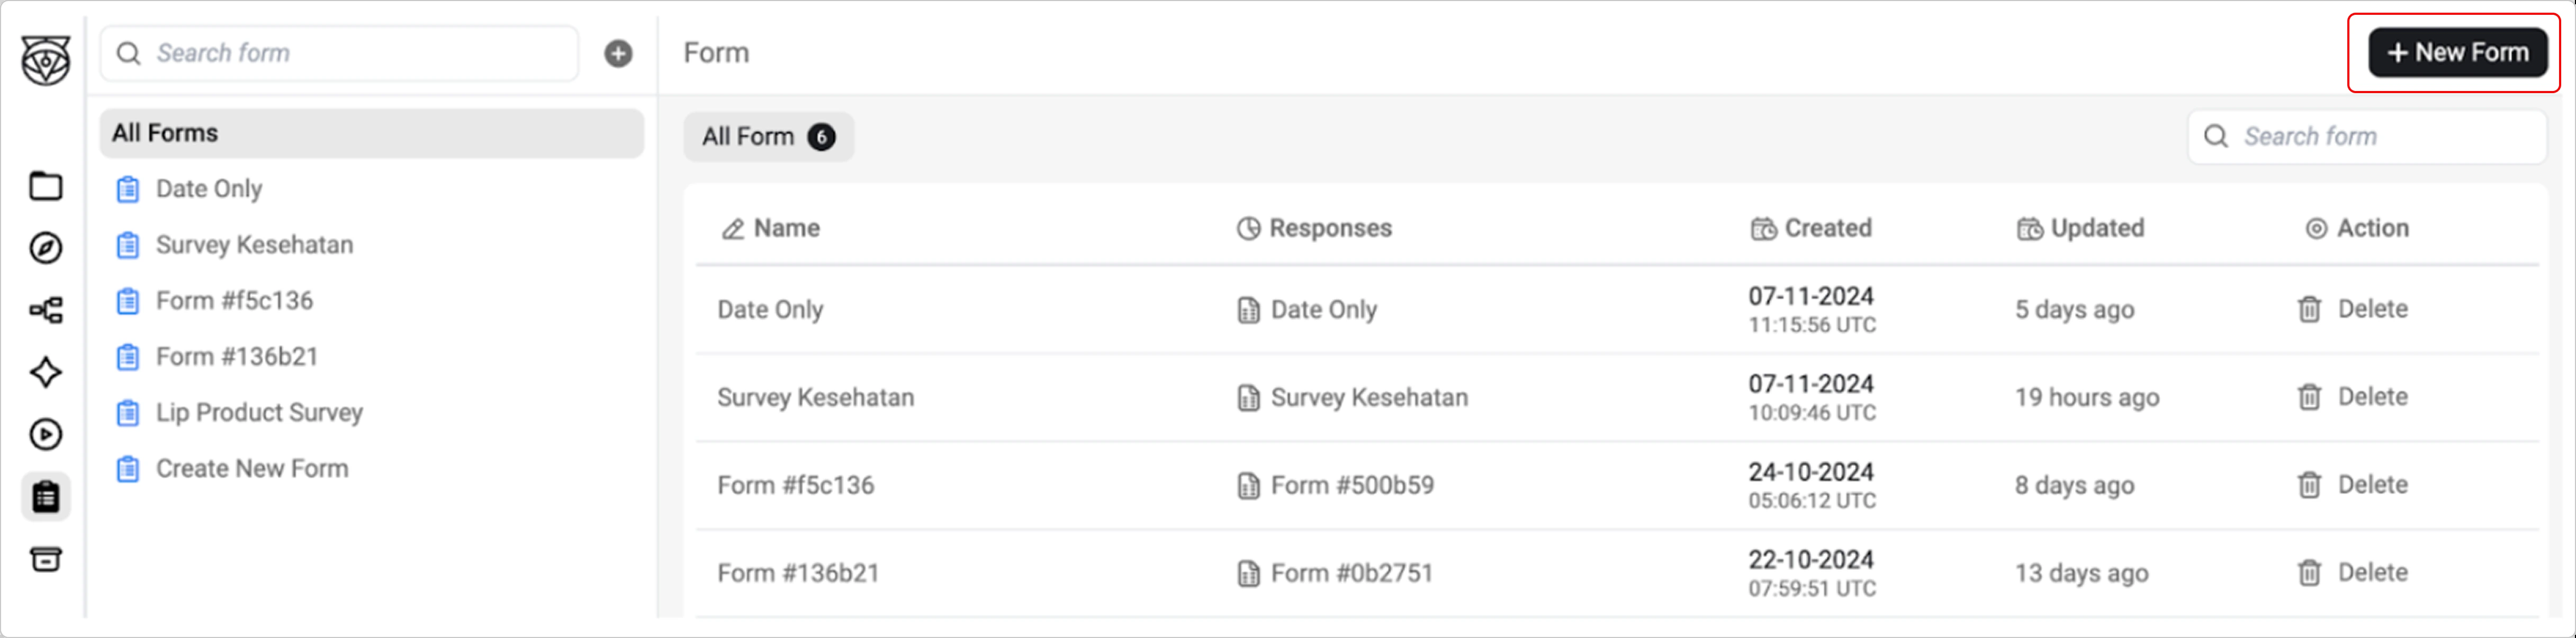 Search form
Form
+ New Form
All Forms
Date Only
Survey Kesehatan
Form #f5c136
Form #136b21
Lip Product Survey
Create New Form
All Form 6
Search form
Name Responses Created Updated Action
Date Only Date Only 07-11-2024 5 days ago Delete
11:15:56 UTC
Survey Kesehatan Survey Kesehatan 07-11-2024 19 hours ago Delete
10:09:46 UTC
Form #f5c136 Form #500b59 24-10-2024 8 days ago Delete
05:06:12 UTC
Form #136b21 Form #0b2751 22-10-2024 13 days ago Delete
07:59:51 UTC